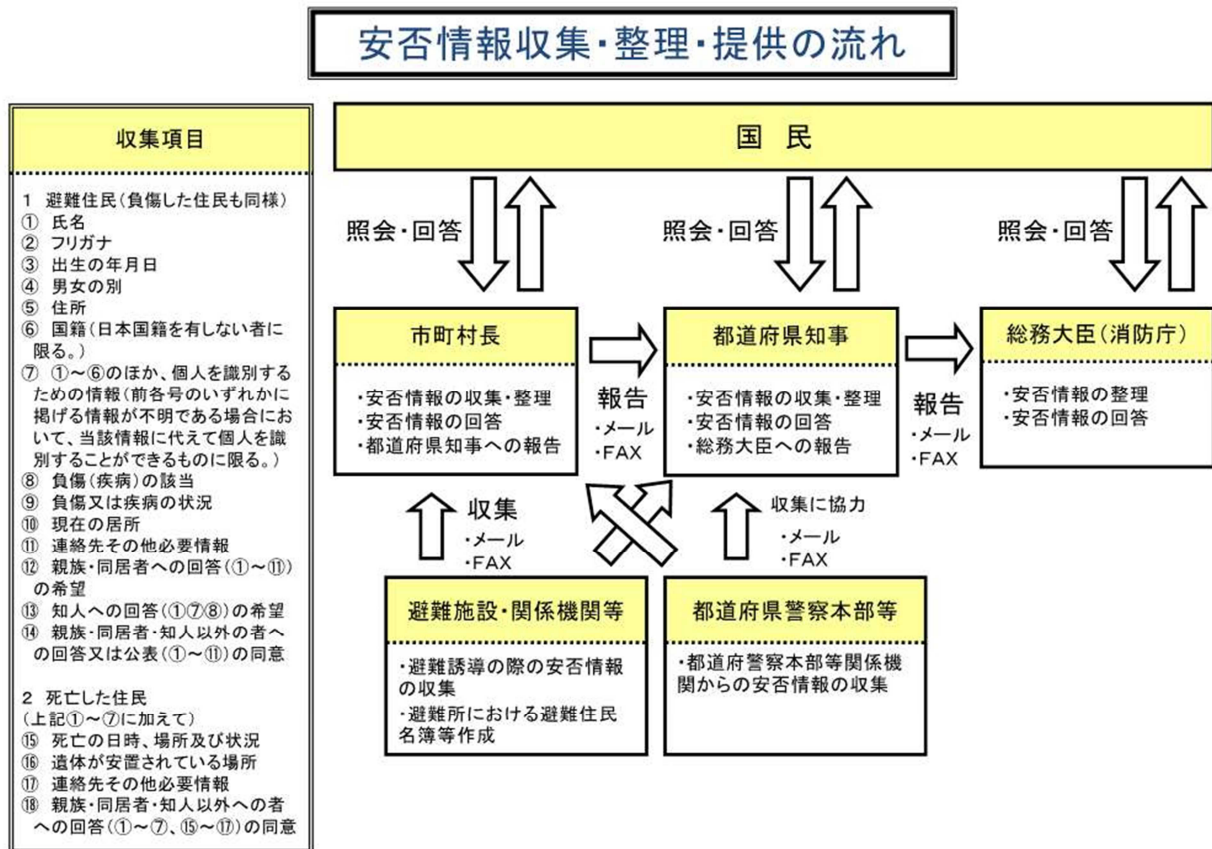 安否情報収集・整理・提供の流れ
収集項目
1 避難住民(負傷した住民も同様)
① 氏名
② フリガナ
③ 出生の年月日
④ 男女の別
⑤ 住所
⑥ 国籍(日本国籍を有しない者に
限る。)
⑦ ①～⑥のほか、個人を識別する
ための情報(前各号のいずれかに
掲げる情報が不明である場合にお
いて、当該情報に代えて個人を識
別することができるものに限る。)
⑧ 負傷(疾病)の該当
⑨ 負傷又は疾病の状況
⑩ 現在の居所
⑪ 連絡先その他必要情報
⑫ 親族・同居者への回答(①～⑪)
の希望
⑬ 知人への回答(①⑦⑧)の希望
⑭ 親族・同居者・知人以外の者へ
の回答又は公表(①～⑪)の同意
2 死亡した住民
(上記①～⑦に加えて)
⑮ 死亡の日時、場所及び状況
⑯ 遺体が安置されている場所
⑰ 連絡先その他必要情報
⑱ 親族・同居者・知人以外への者
への回答(①～⑦、⑮～⑰)の同意
国 民
照会・回答
照会・回答
照会・回答
市町村長
・安否情報の収集・整理
・安否情報の回答
・都道府県知事への報告
報告
・メール
・FAX
都道府県知事
・安否情報の収集・整理
・安否情報の回答
・総務大臣への報告
報告
・メール
・FAX
総務大臣(消防庁)
・安否情報の整理
・安否情報の回答
収集
・メール
・FAX
収集に協力
・メール
・FAX
避難施設・関係機関等
・避難誘導の際の安否情報
の収集
・避難所における避難住民
名簿等作成
都道府県警察本部等
・都道府警察本部等関係機
関からの安否情報の収集